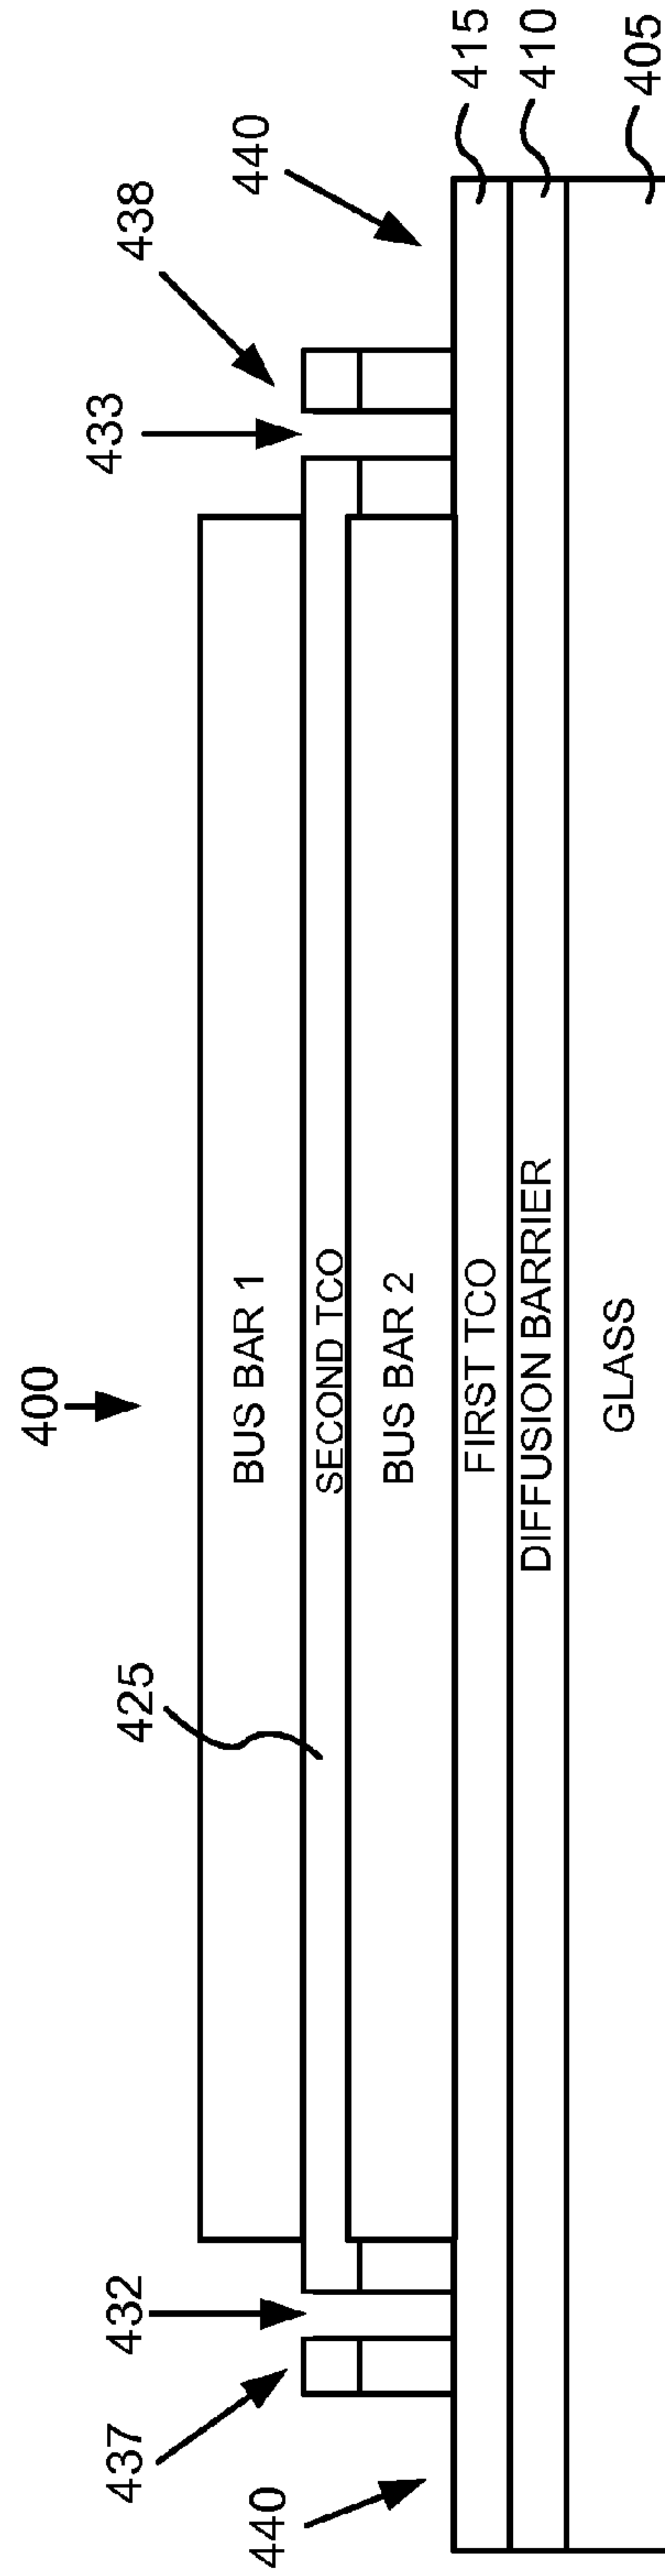 400
440
437
432
425
433
438
440
BUS BAR 1
SECOND TCO
BUS BAR 2
FIRST TCO
415
DIFFUSION BARRIER
410
GLASS
405